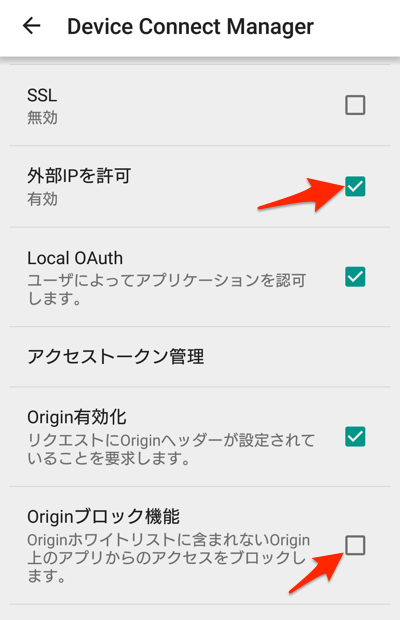 Device Connect Manager
SSL
無効
外部IPを許可
有効
Local OAuth
ユーザによってアプリケーションを認可
します。
アクセストークン管理
Origin有効化
リクエストにOriginヘッダーが設定されて
いることを要求します。
Originブロック機能
Originホワイトリストに含まれないOrigin
上のアプリからのアクセスをブロックし
ます。